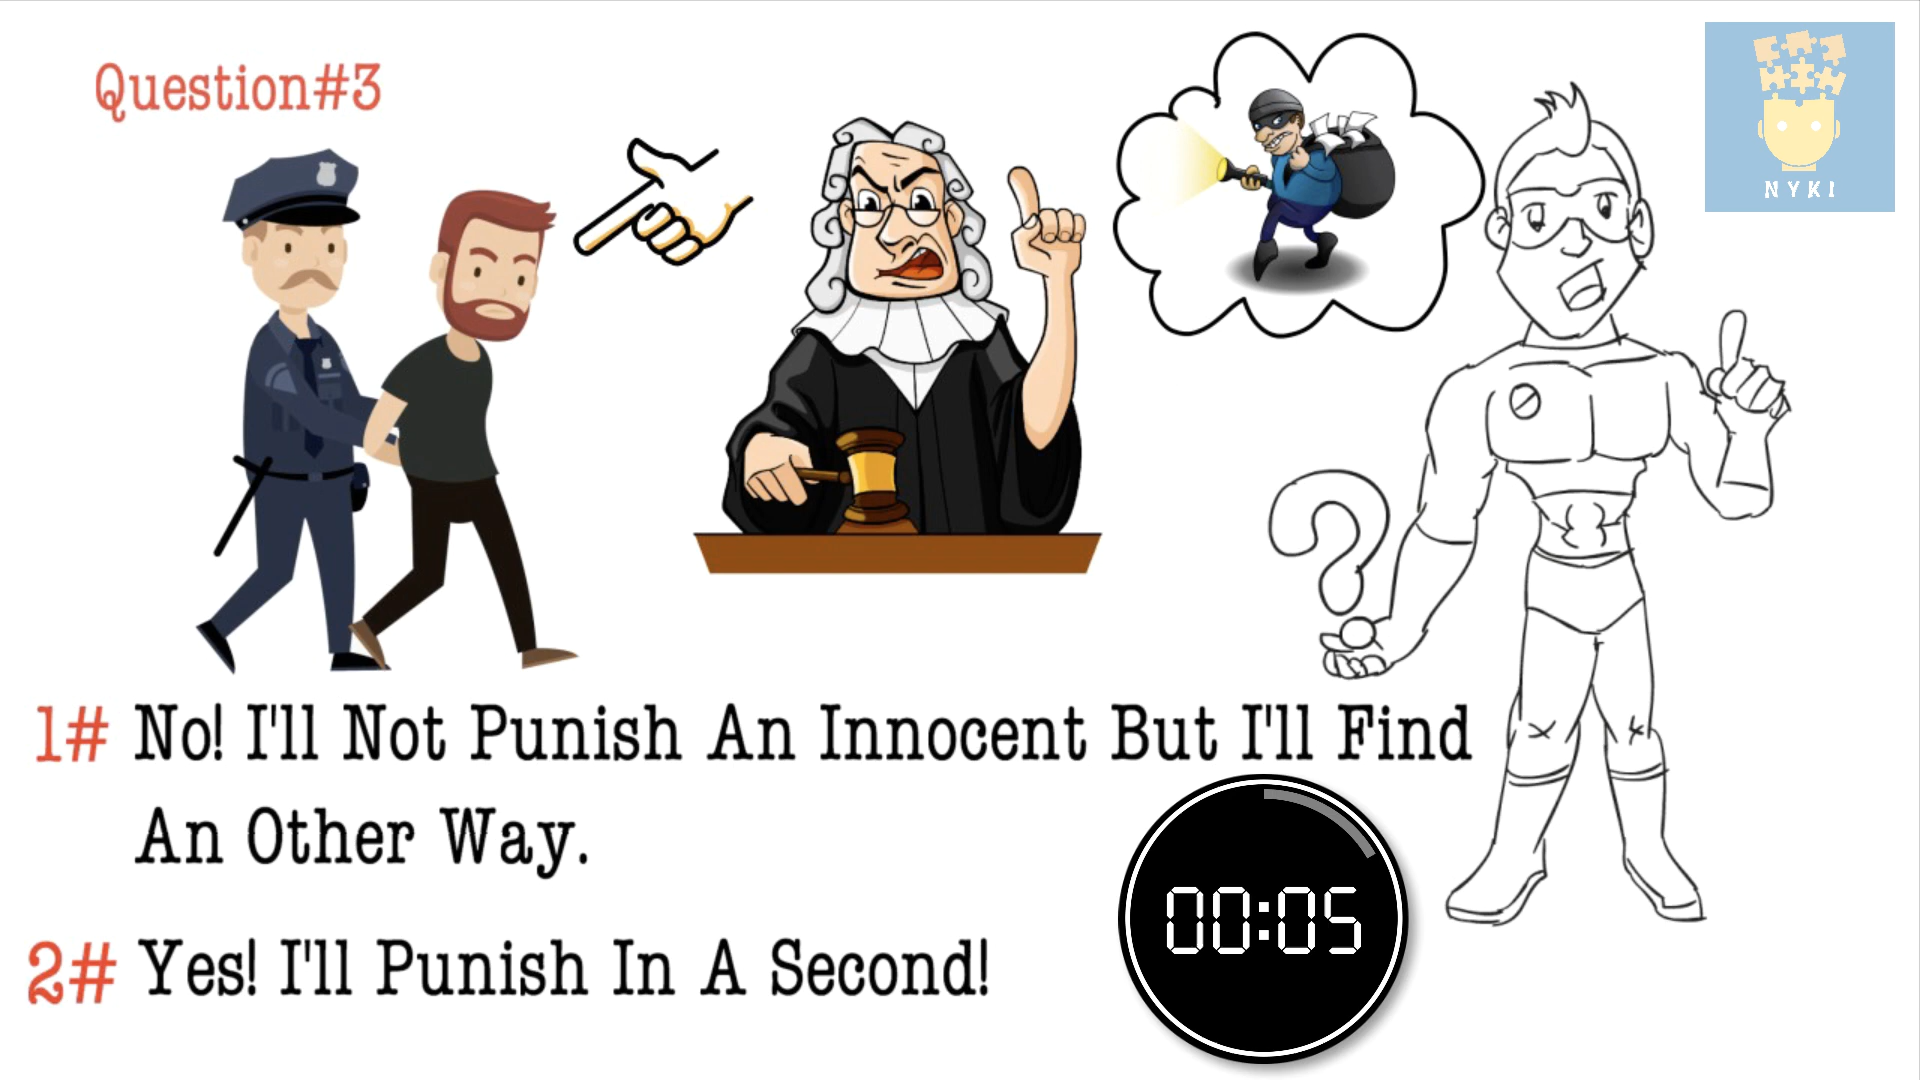 Question#3
NYKI
1# No! I'll Not Punish An Innocent But I'll Find
An Other Way.
00:05
2# Yes! I'll Punish In A Second!